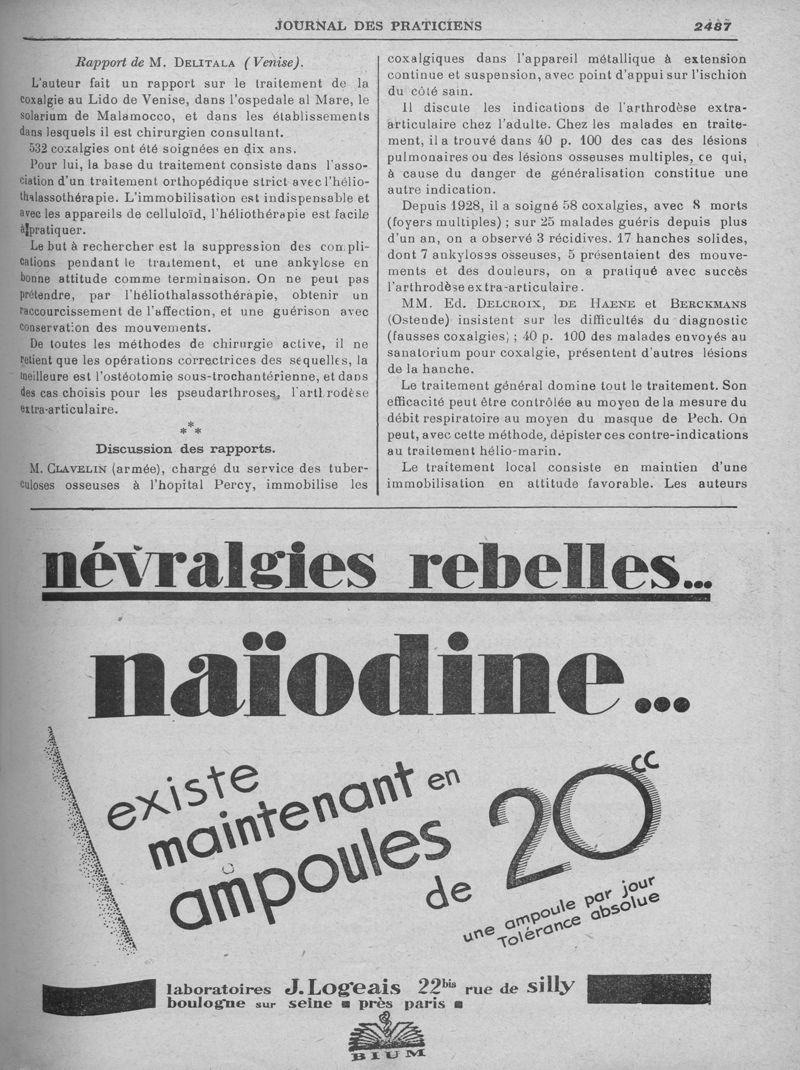 JOURNAL DES PRATICIENS 2487
Rapport de M. DELITALA (Venise).
L'auteur fait un rapport sur le traitement de la
coxalgie au Lido de Venise, dans l'ospedale al Mare, le
solarium de Malamocco, et dans les établissements
dans lesquels il est chirurgien consultant.
532 coxalgies ont été soignées en dix ans.
Pour lui, la base du traitement consiste dans l'asso-
ciation d'un traitement orthopédique strict avec l'hélio-
thalassothérapie. L'immobilisation est indispensable et
avec les appareils de celluloïd, l'héliothérapie est facile
à pratiquer.
Le but à rechercher est la suppression des compli-
cations pendant le traitement, et une ankylose en
bonne attitude comme terminaison. On ne peut pas
prétendre, par l'héliothalassothérapie, obtenir un
raccourcissement de l'affection, et une guérison avec
conservation des mouvements.
De toutes les méthodes de chirurgie active, il ne
retient que les opérations correctrices des sequelles, la
meilleure est l'ostéotomie sous-trochantérienne, et dans
des cas choisis pour les pseudarthroses, l'arthrodèse
extra-articulaire.
***
Discussion des rapports.
M. CLAVELIN (armée), chargé du service des tuber-
culoses osseuses à l'hopital Percy, immobilise les
coxalgiques dans l'appareil métallique à extension
continue et suspension, avec point d'appui sur l'ischion
du côté sain.
Il discute les indications de l'arthrodèse extra-
articulaire chez l'adulte. Chez les malades en traite-
ment, il a trouvé dans 40 p. 100 des cas des lésions
pulmonaires ou des lésions osseuses multiples, ce qui,
à cause du danger de généralisation constitue une
autre indication.
Depuis 1928, il a soigné 58 coxalgies, avec 8 morts
(foyers multiples) ; sur 25 malades guéris depuis plus
d'un an, on a observé 3 récidives. 17 hanches solides,
dont 7 ankyloses osseuses, 5 présentaient des mouve-
ments et des douleurs, on a pratiqué avec succès
l'arthrodèse extra-articulaire.
MM. Ed. DELCROIX, DE HAENE et BERCKMANS
(Ostende) insistent sur les difficultés du diagnostic
(fausses coxalgies) ; 40 p. 100 des malades envoyés au
sanatorium pour coxalgie, présentent d'autres lésions
de la hanche.
Le traitement général domine tout le traitement. Son
efficacité peut être contrôlée au moyen de la mesure du
débit respiratoire au moyen du masque de Pech. On
peut, avec cette méthode, dépister ces contre-indications
au traitement hélio-marin.
Le traitement local consiste en maintien d'une
immobilisation en attitude favorable. Les auteurs
névralgies rebelles...
naïodine...
existe
maintenant en
ampoules
de 20cc
une ampoule par jour
Tolérance absolue
laboratoires J. Logeais 22bis rue de silly
boulogne sur seine ■ près paris ■
BIUM